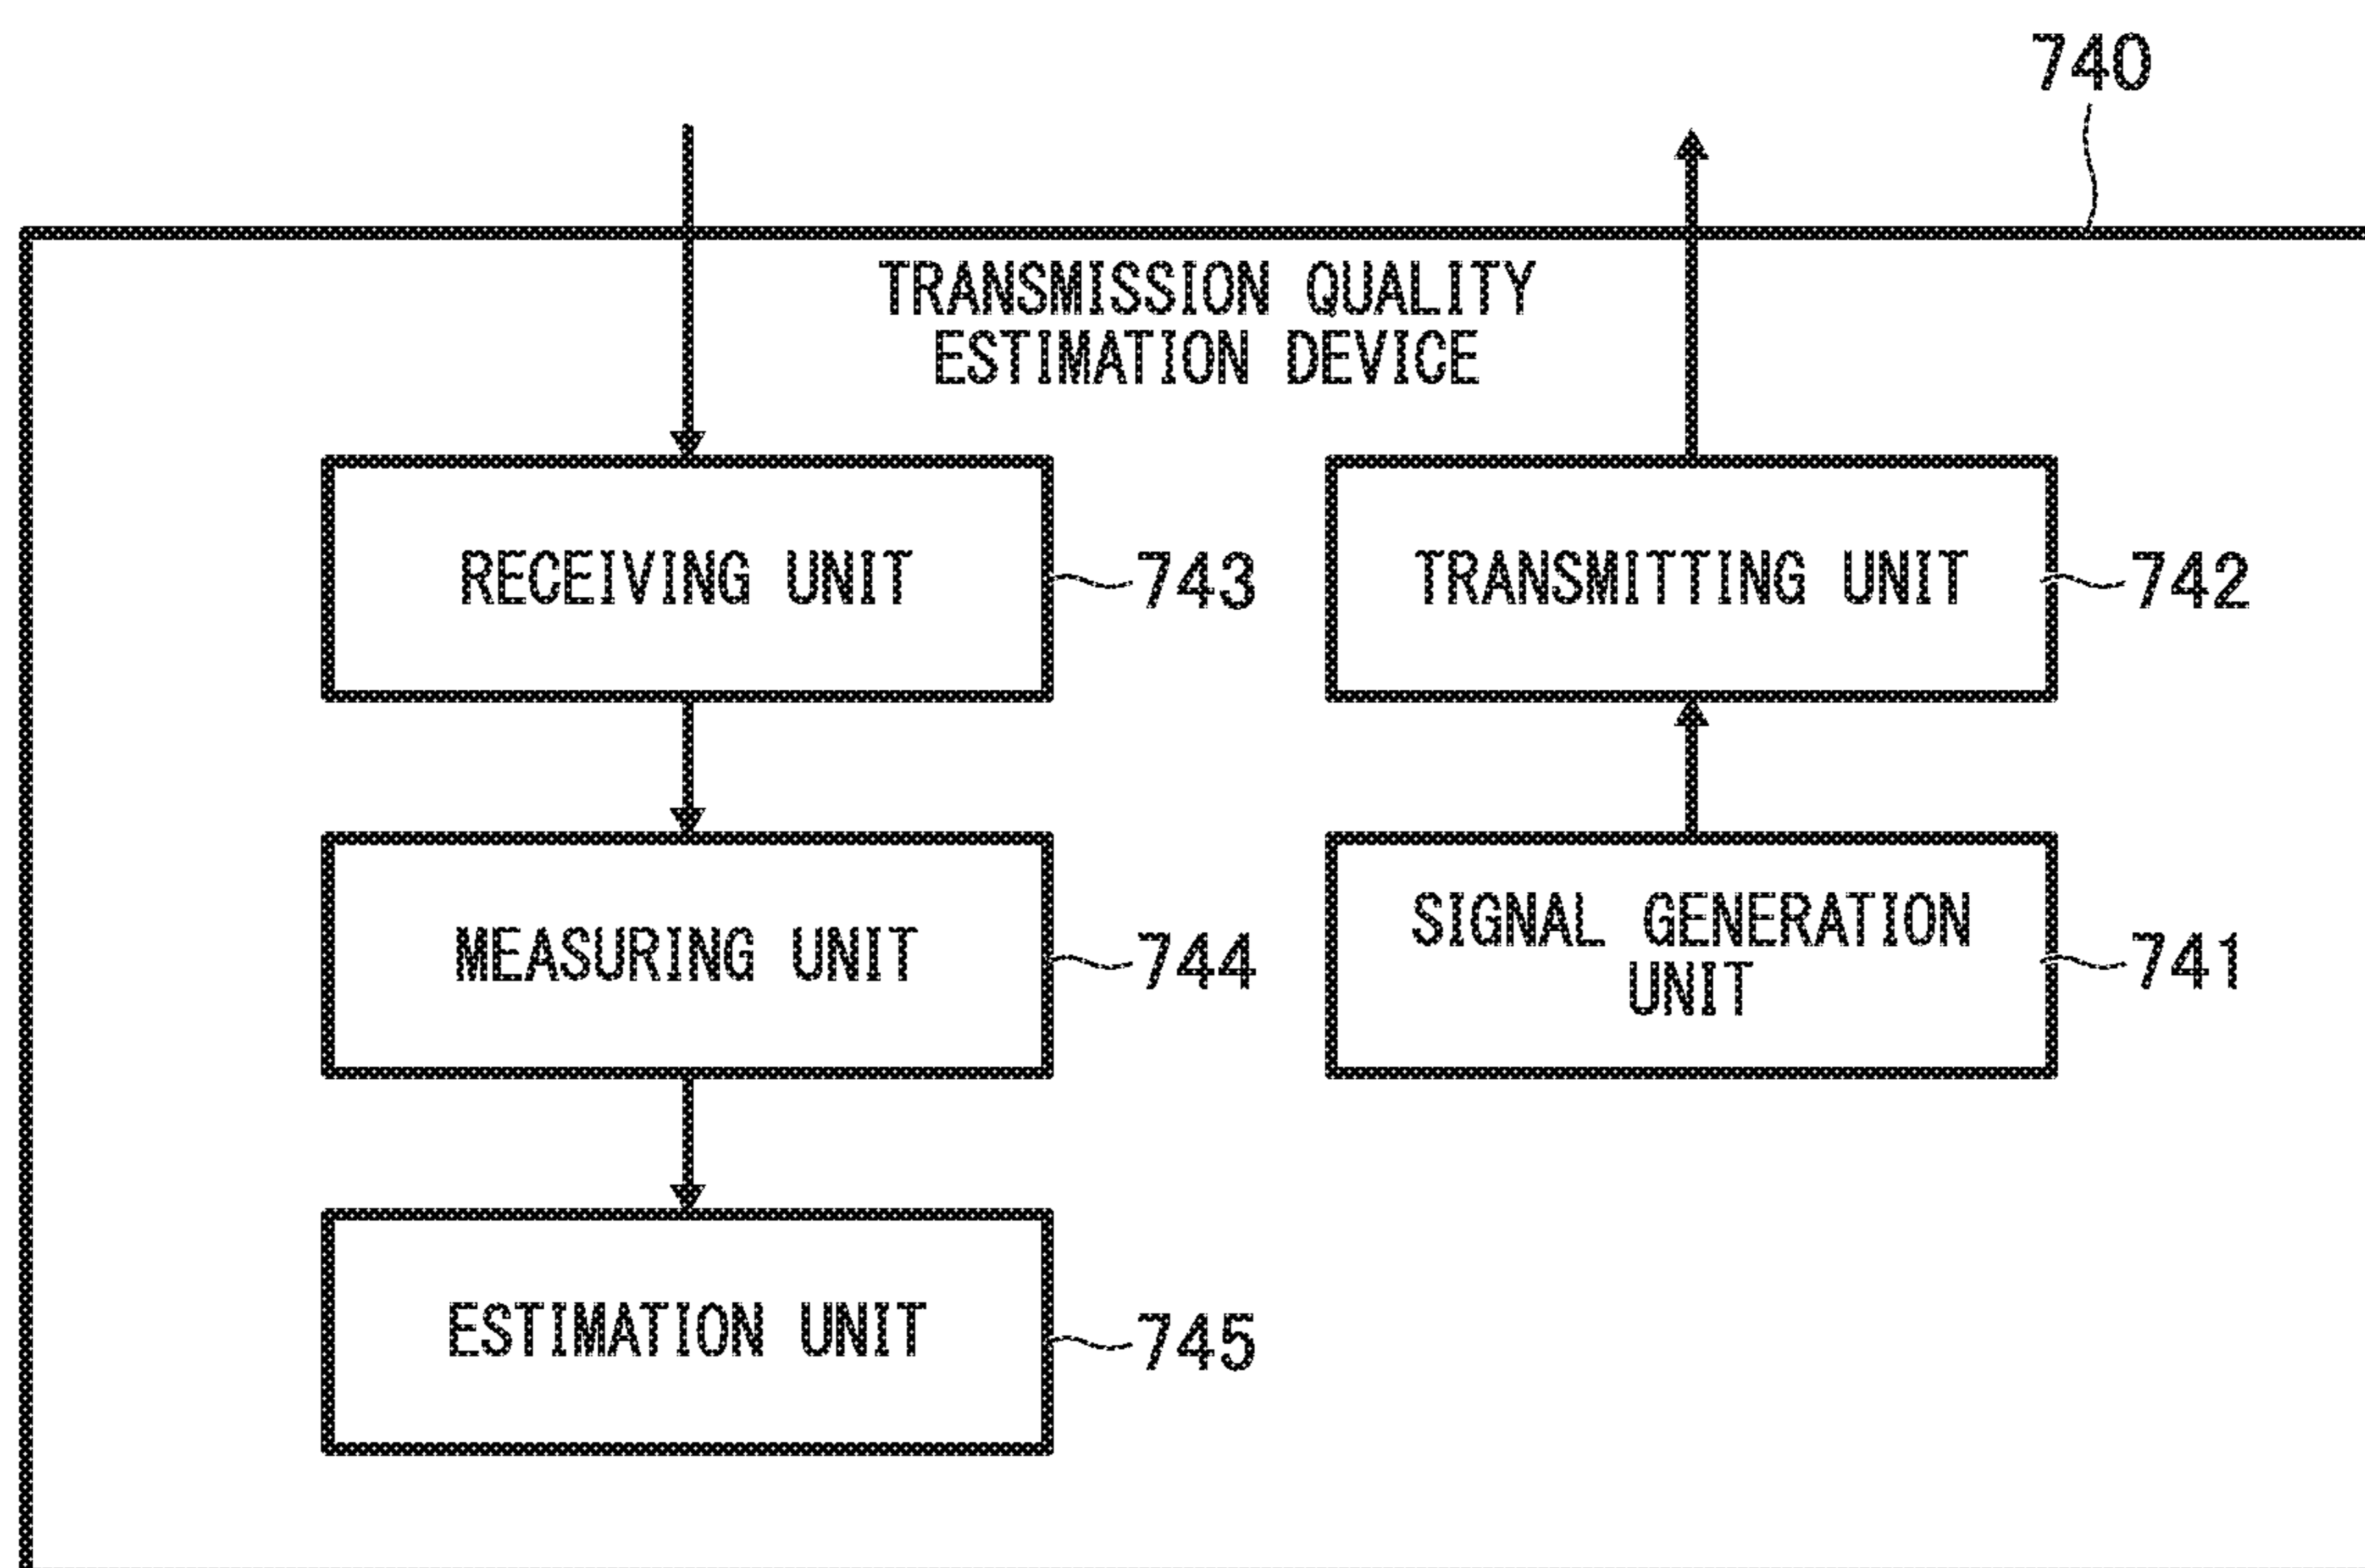 740
TRANSMISSION QUALITY
ESTIMATION DEVICE
RECEIVING UNIT
743
TRANSMITTING UNIT
742
MEASURING UNIT
744
SIGNAL GENERATION
UNIT
741
ESTIMATION UNIT
745